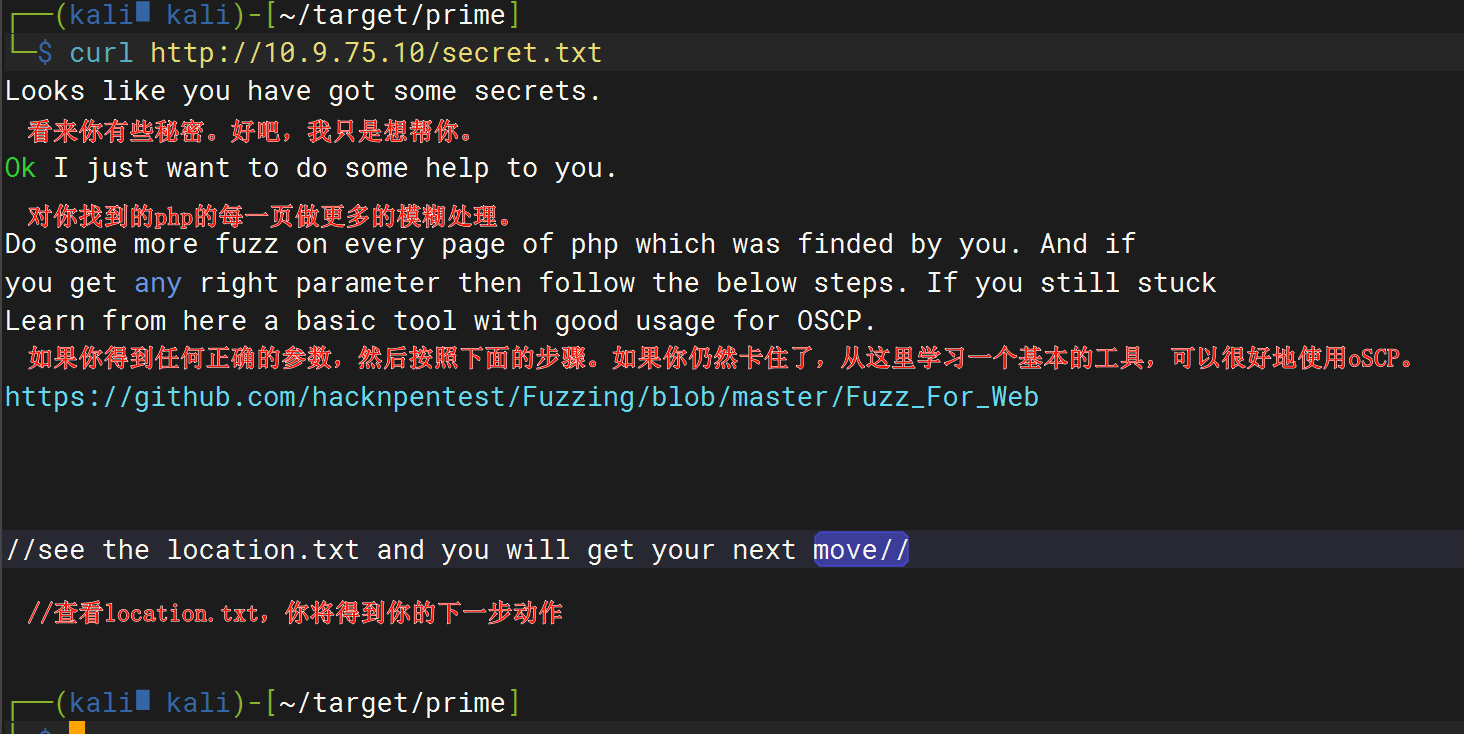 ┌──(kali kali)-[~/target/prime]
└─$ curl http://10.9.75.10/secret.txt
Looks like you have got some secrets.
看来你有些秘密。好吧，我只是想帮你。
Ok I just want to do some help to you.
对你找到的php的每一页做更多的模糊处理。
Do some more fuzz on every page of php which was finded by you. And if
you get any right parameter then follow the below steps. If you still stuck
Learn from here a basic tool with good usage for OSCP.
如果你得到任何正确的参数，然后按照下面的步骤。如果你仍然卡住了，从这里学习一个基本的工具，可以很好地使用oSCP。
https://github.com/hacknpentest/Fuzzing/blob/master/Fuzz_For_Web
//see the location.txt and you will get your next move//
//查看location.txt，你将得到你的下一步动作
┌──(kali kali)-[~/target/prime]
└─$